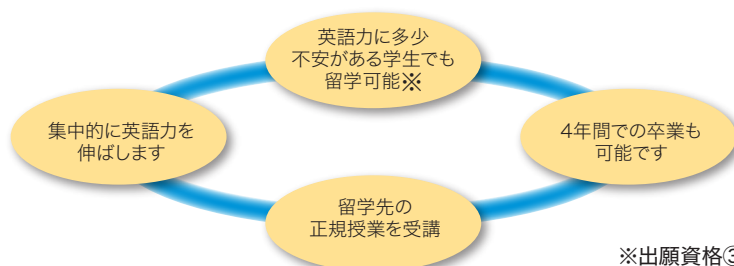 英語力に多少
不安がある学生でも
留学可能※
集中的に英語力を
伸ばします
4年間での卒業も
可能です
留学先の
正規授業を受講
※出願資格③